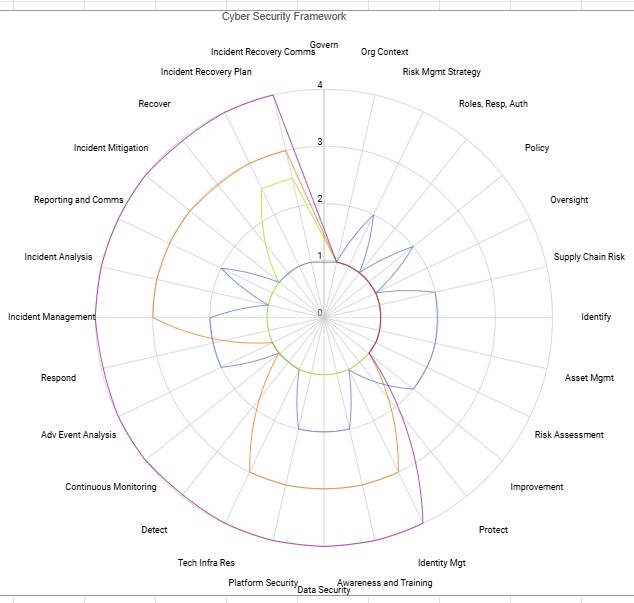 Cyber Security Framework
Govern
Incident Recovery Comms
Org Context
Incident Recovery Plan
Risk Mgmt Strategy
Recover
Roles, Resp, Auth
Incident Mitigation
Policy
Reporting and Comms
Oversight
Incident Analysis
Supply Chain Risk
Incident Management
Identify
Respond
Asset Mgmt
Adv Event Analysis
Risk Assessment
Continuous Monitoring
Improvement
Detect
Protect
Tech Infra Res
Identity Mgt
Platform Security
Awareness and Training
Data Security
4
3
2
1
0